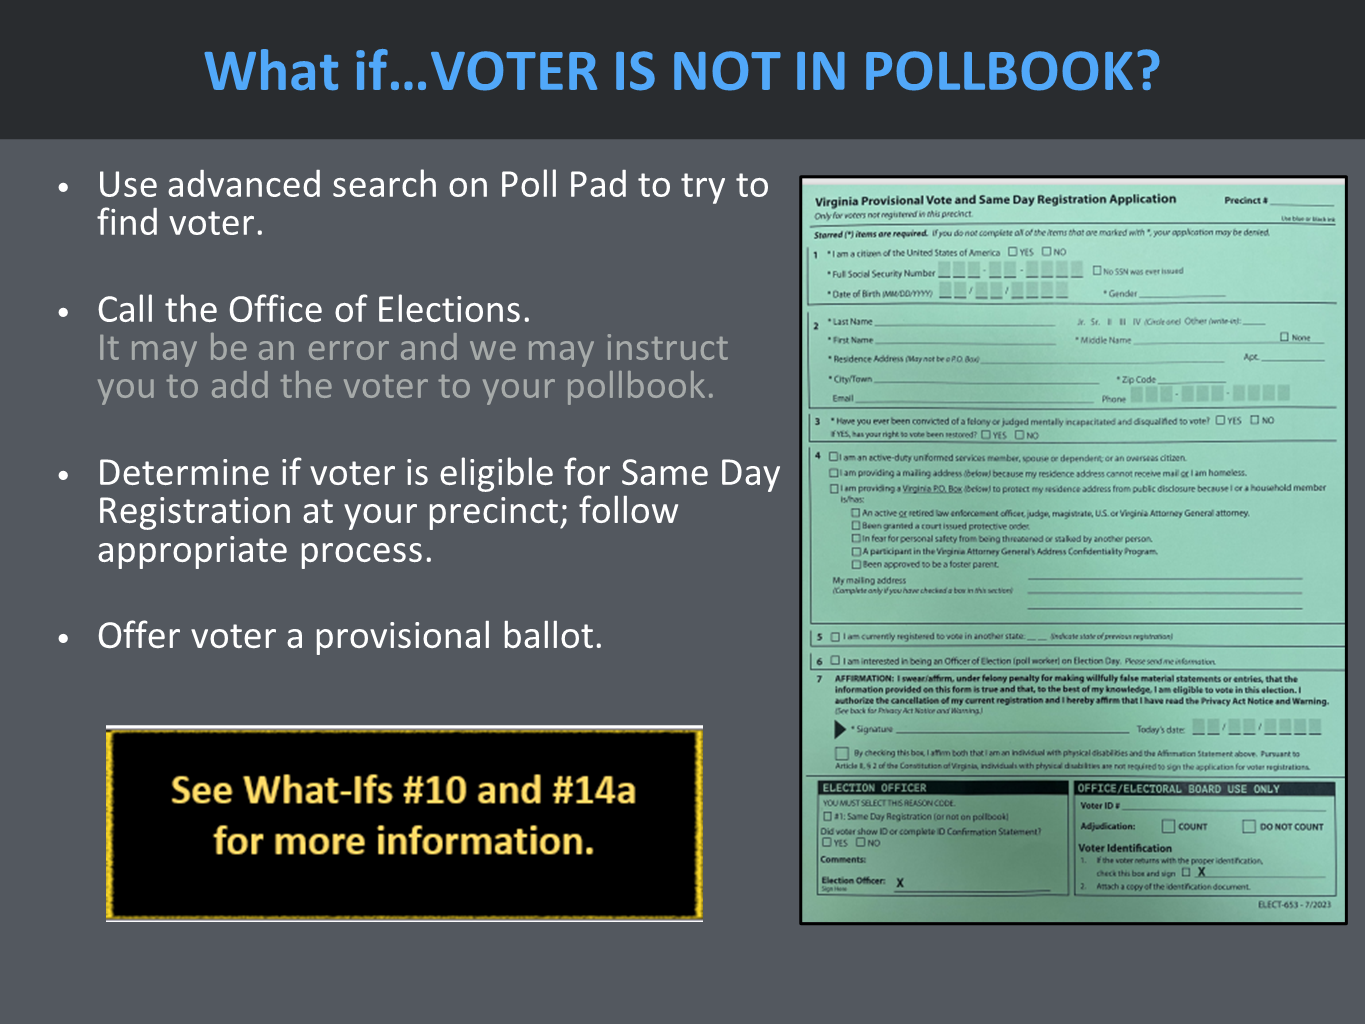 What if...VOTER IS NOT IN POLLBOOK?
• Use advanced search on Poll Pad to try to
find voter.
• Call the Office of Elections.
It may be an error and we may instruct
you to add the voter to your pollbook.
• Determine if voter is eligible for Same Day
Registration at your precinct; follow
appropriate process.
• Offer voter a provisional ballot.
See What-Ifs #10 and #14a
for more information.
Virginia Provisional Vote and Same Day Registration Application Precinct #
Only for voters not registered in this precinct. Use blue or black ink
Starred (*) items are required. If you do not complete all of the items that are marked with *, your application may be denied.
1 * I am a citizen of the United States of America YES NO
* Full Social Security Number - - No SSN was ever issued
* Date of Birth (MM/DD/YYYY) / / * Gender
2 * Last Name Jr. Sr. II III IV (Circle one) Other (write-in):
* First Name * Middle Name None
* Residence Address (May not be a P.O. Box) Apt.
* City/Town * Zip Code
Email Phone - -
3 * Have you ever been convicted of a felony or judged mentally incapacitated and disqualified to vote? YES NO
If YES, has your right to vote been restored? YES NO
4 I am an active-duty uniformed services member, spouse or dependent; or an overseas citizen.
I am providing a mailing address (below) because my residence address cannot receive mail or I am homeless.
I am providing a Virginia P.O. Box (below) to protect my residence address from public disclosure because I or a household member
is/has:
An active or retired law enforcement officer, judge, magistrate, U.S. or Virginia Attorney General attorney.
Been granted a court issued protective order.
In fear for personal safety from being threatened or stalked by another person.
A participant in the Virginia Attorney General's Address Confidentiality Program.
Been approved to be a foster parent.
My mailing address
(Complete only if you have checked a box in this section)
5 I am currently registered to vote in another state: (Indicate state of previous registration)
6 I am interested in being an Officer of Election (poll worker) on Election Day. Please send me information.
7 AFFIRMATION: I swear/affirm, under felony penalty for making willfully false material statements or entries, that the
information provided on this form is true and that, to the best of my knowledge, I am eligible to vote in this election. I
authorize the cancellation of my current registration and I hereby affirm that I have read the Privacy Act Notice and Warning.
(See back for Privacy Act Notice and Warning.)
* Signature Today's date: / /
By checking this box, I affirm both that I am an individual with physical disabilities and the Affirmation Statement above. Pursuant to
Article II, § 2 of the Constitution of Virginia, individuals with physical disabilities are not required to sign the application for voter registrations.
ELECTION OFFICER
YOU MUST SELECT THIS REASON CODE.
#1: Same Day Registration (or not on pollbook)
Did voter show ID or complete ID Confirmation Statement?
YES NO
Comments:
Election Officer: X
Sign Here
OFFICE/ELECTORAL BOARD USE ONLY
Voter ID #
Adjudication: COUNT DO NOT COUNT
Voter Identification
1. If the voter returns with the proper identification,
check this box and sign X
2. Attach a copy of the identification document.
ELECT-653 - 7/2023